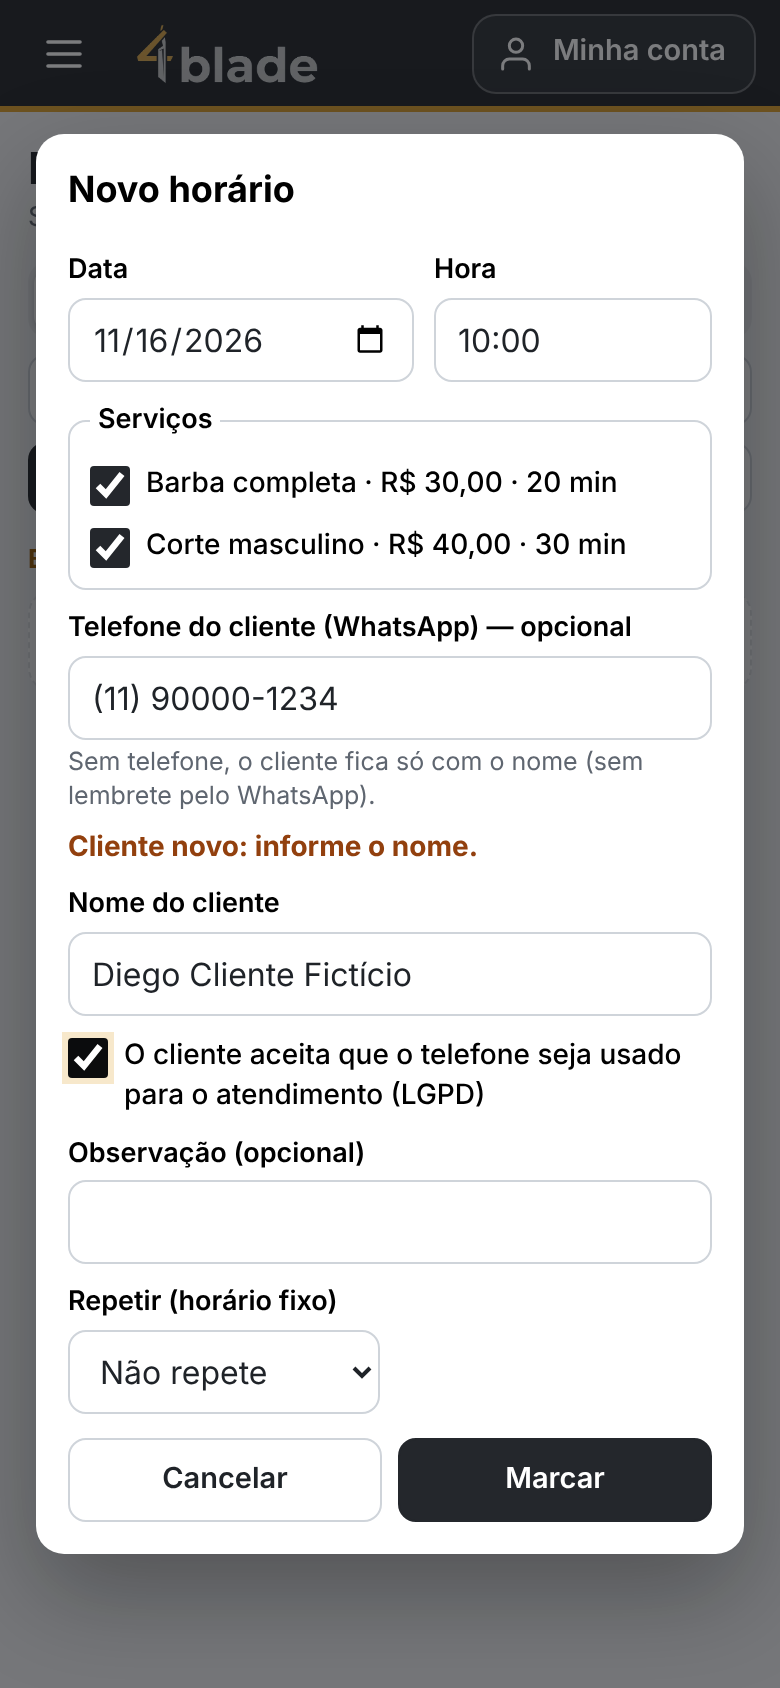 4blade
Minha conta
Novo horário
Data
Hora
11/16/2026
10:00
Serviços
Barba completa · R$ 30,00 · 20 min
Corte masculino · R$ 40,00 · 30 min
Telefone do cliente (WhatsApp) — opcional
(11) 90000-1234
Sem telefone, o cliente fica só com o nome (sem
lembrete pelo WhatsApp).
Cliente novo: informe o nome.
Nome do cliente
Diego Cliente Fictício
O cliente aceita que o telefone seja usado
para o atendimento (LGPD)
Observação (opcional)
Repetir (horário fixo)
Não repete
Cancelar
Marcar